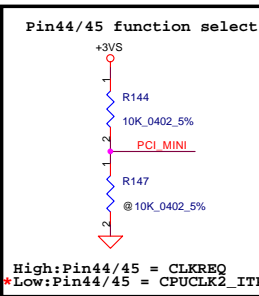 Pin44/45 function select
+3VS
1
R144
10K_0402_5%
2
PCI_MINI
1
R147
@10K_0402_5%
2
High:Pin44/45 = CLKREQ
*Low:Pin44/45 = CPUCLK2_ITP